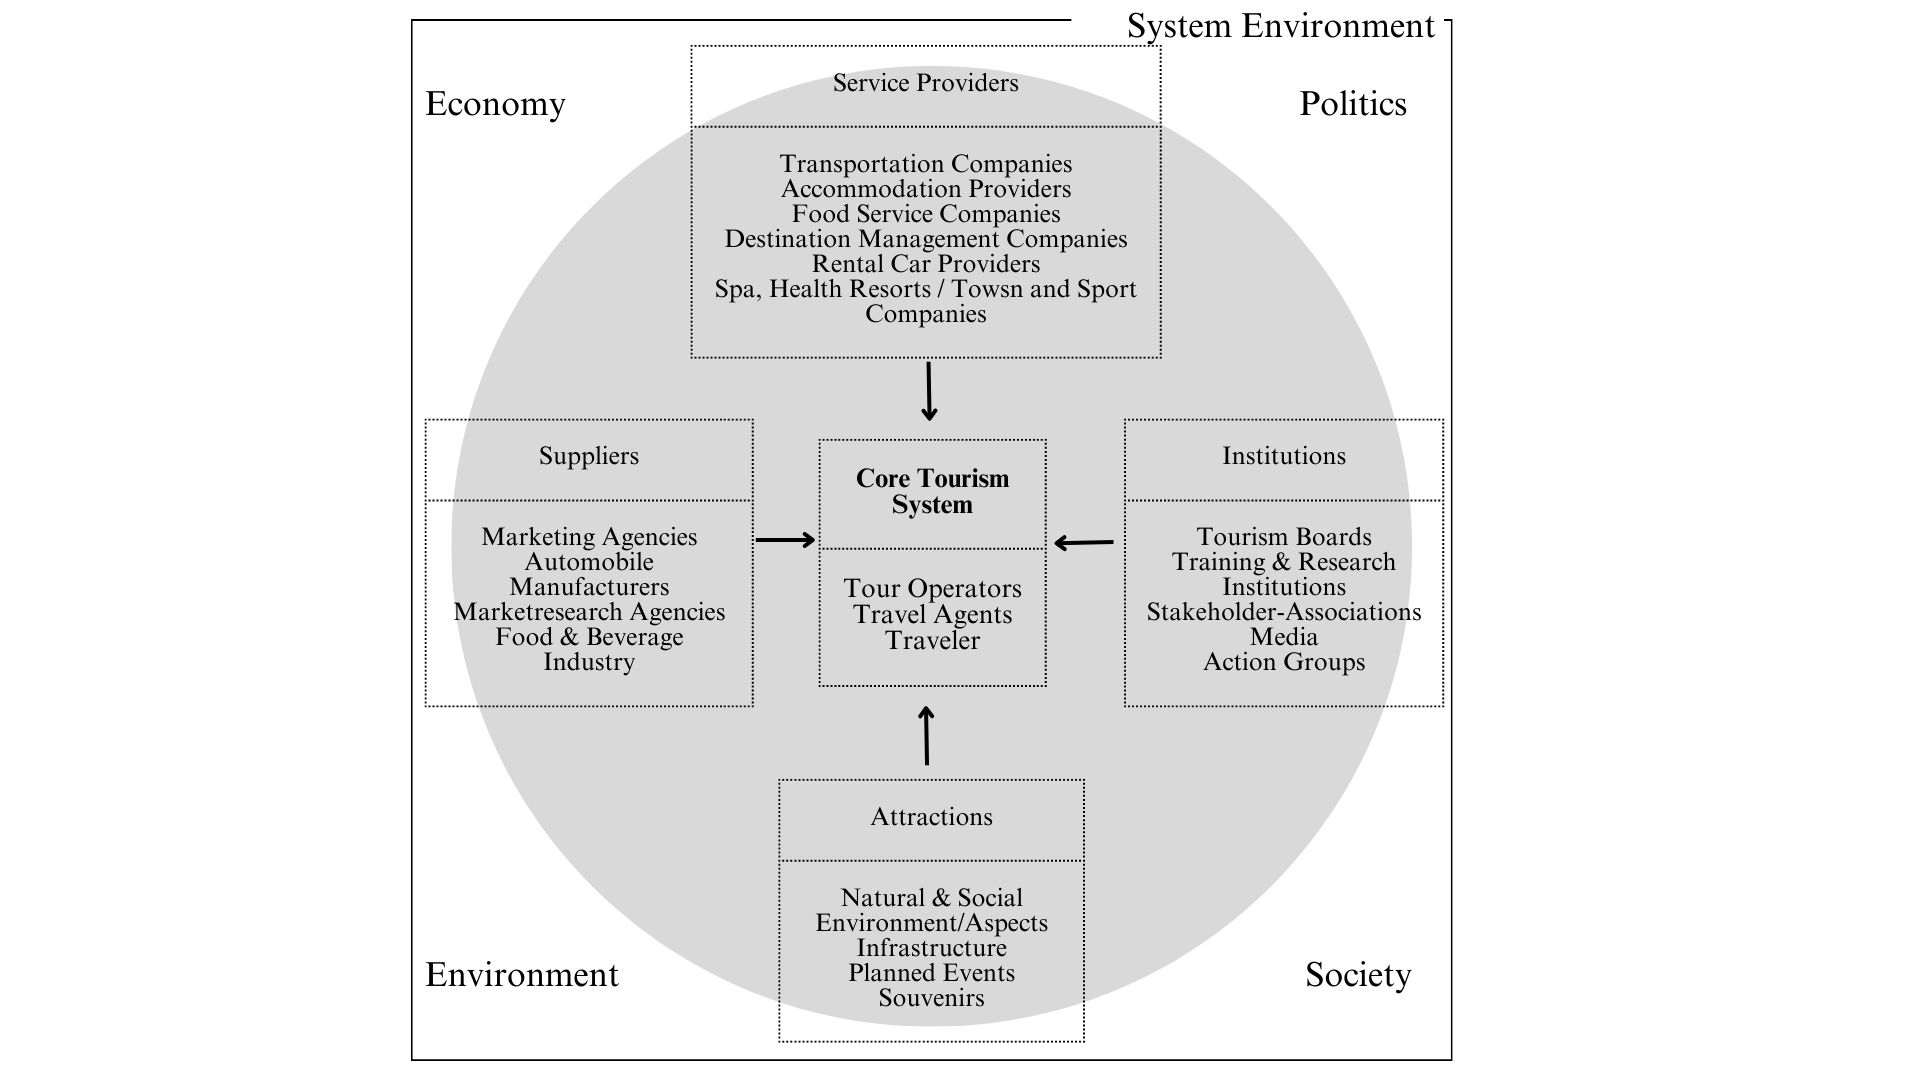 System Environment
Economy
Politics
Service Providers
Transportation Companies
Accommodation Providers
Food Service Companies
Destination Management Companies
Rental Car Providers
Spa, Health Resorts / Towsn and Sport
Companies
Suppliers
Marketing Agencies
Automobile
Manufacturers
Marketresearch Agencies
Food & Beverage
Industry
Core Tourism
System
Tour Operators
Travel Agents
Traveler
Institutions
Tourism Boards
Training & Research
Institutions
Stakeholder-Associations
Media
Action Groups
Attractions
Natural & Social
Environment/Aspects
Infrastructure
Planned Events
Souvenirs
Environment
Society